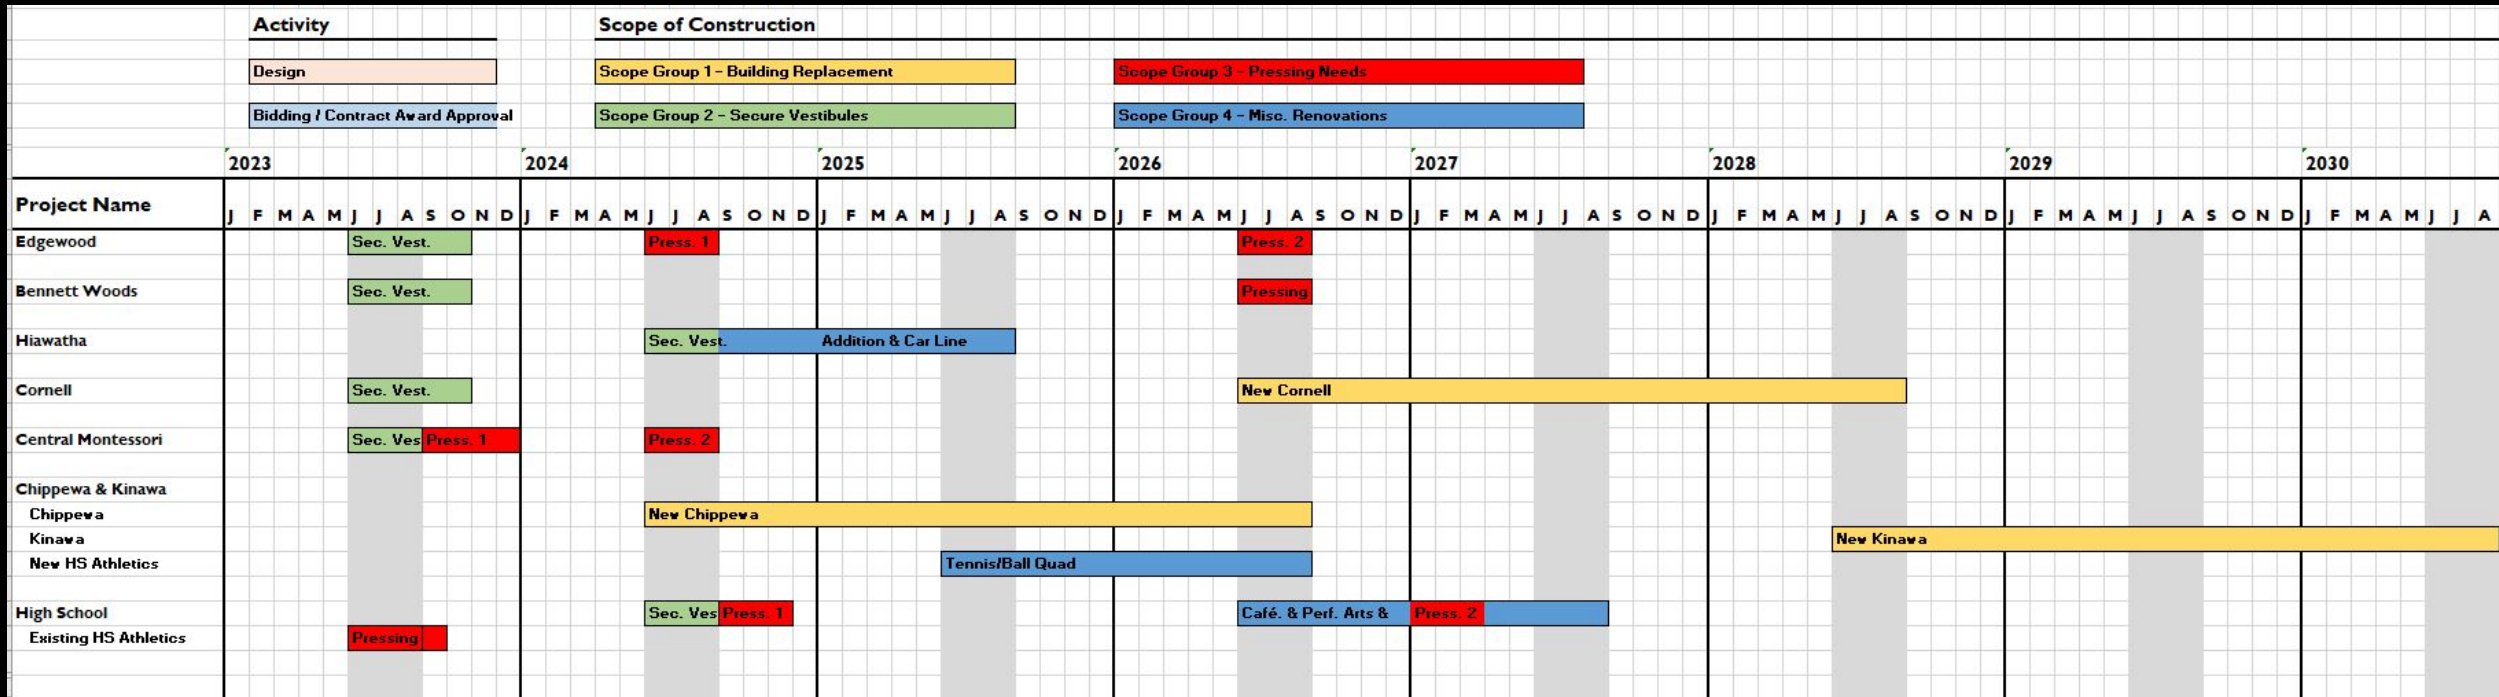 Activity Scope of Construction
Design Scope Group 1 - Building Replacement Scope Group 3 - Pressing Needs
Bidding / Contract Award Approval Scope Group 2 - Secure Vestibules Scope Group 4 - Misc. Renovations
2023 2024 2025 2026 2027 2028 2029 2030
Project Name J F M A M J J A S O N D J F M A M J J A S O N D J F M A M J J A S O N D J F M A M J J A S O N D J F M A M J J A S O N D J F M A M J J A S O N D J F M A M J J A S O N D J F M A M J J A
Edgewood Sec. Vest. Press. 1 Press. 2
Bennett Woods Sec. Vest. Pressing
Hiawatha Sec. Vest. Addition & Car Line
Cornell Sec. Vest. New Cornell
Central Montessori Sec. Ves Press. 1 Press. 2
Chippewa & Kinawa
Chippewa New Chippewa
Kinawa New Kinawa
New HS Athletics Tennis/Ball Quad
High School Sec. Ves Press. 1 Café. & Perf. Arts & Press. 2
Existing HS Athletics Pressing